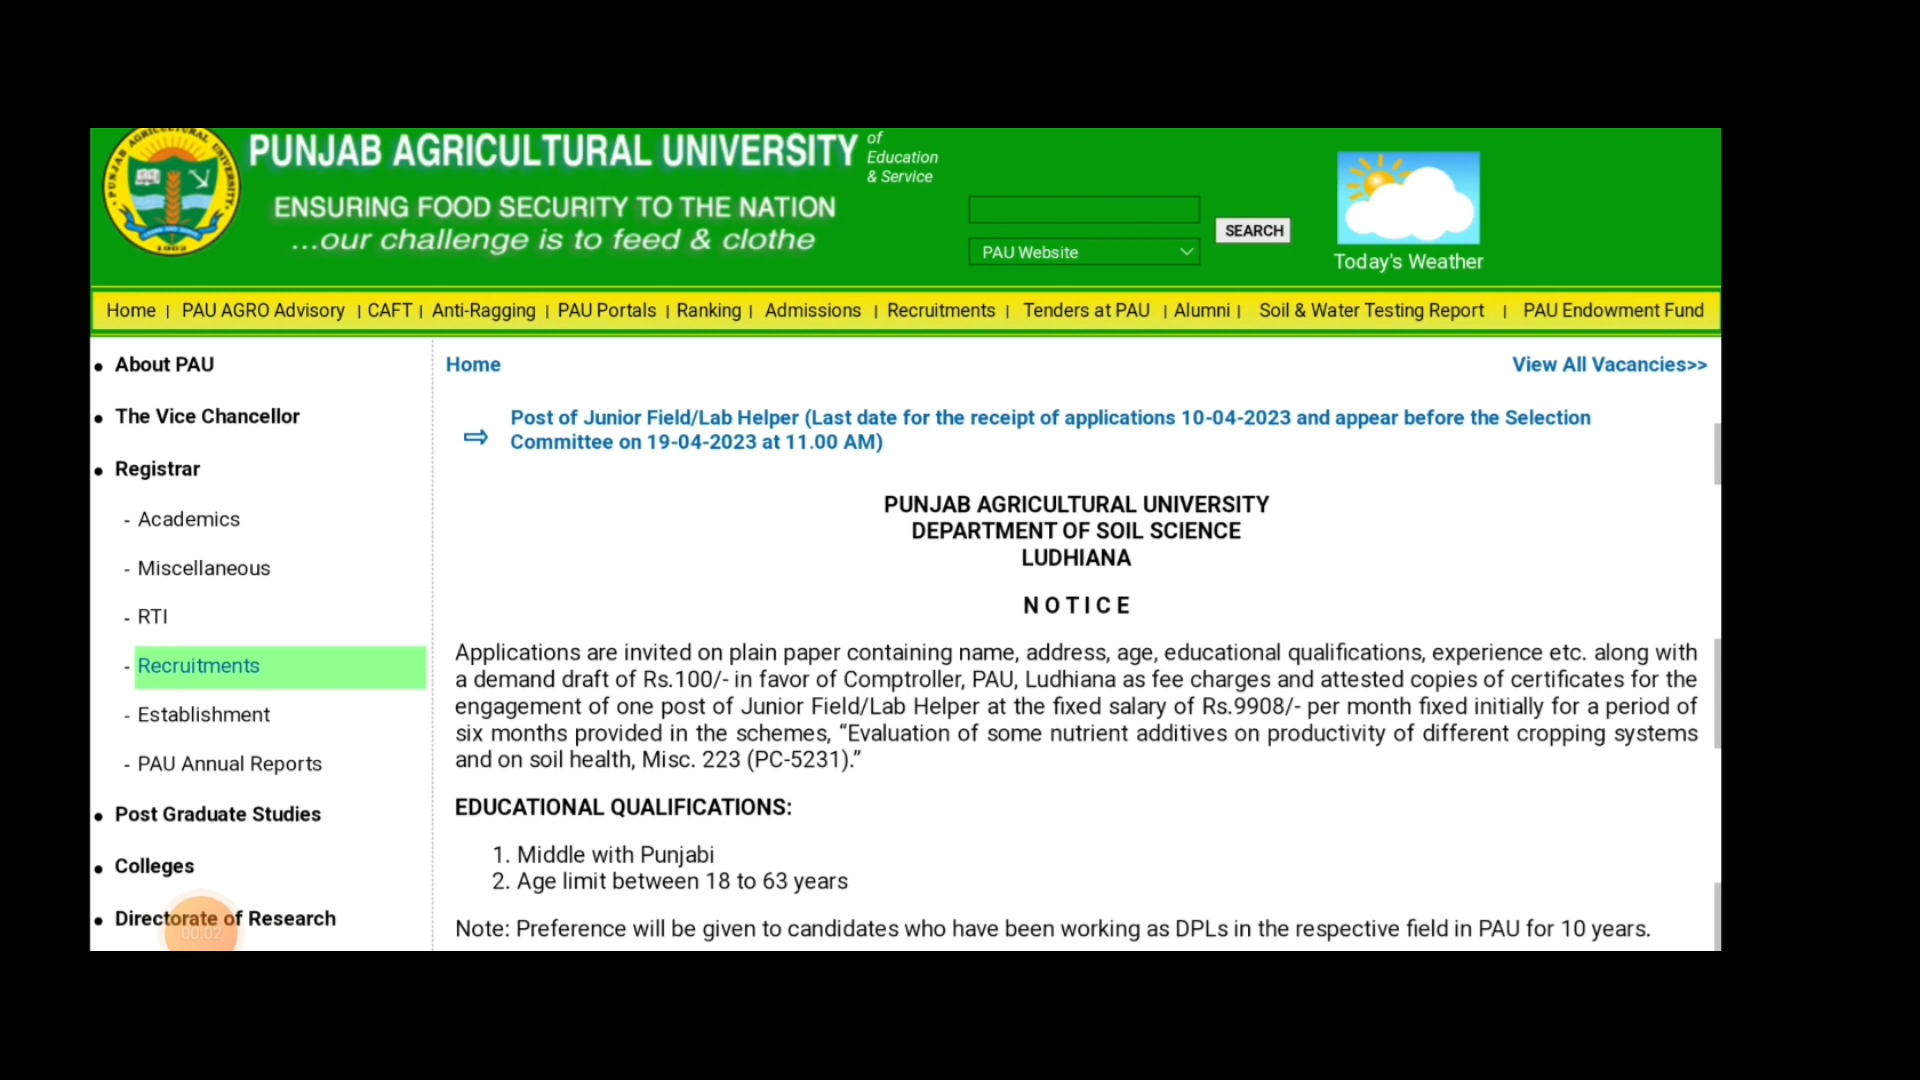 PUNJAB AGRICULTURAL UNIVERSITY
1962
PUNJAB AGRICULTURAL UNIVERSITY
of
Education
& Service
ENSURING FOOD SECURITY TO THE NATION
...our challenge is to feed & clothe
PAU Website
SEARCH
Today's Weather
Home | PAU AGRO Advisory | CAFT | Anti-Ragging | PAU Portals | Ranking | Admissions | Recruitments | Tenders at PAU | Alumni | Soil & Water Testing Report | PAU Endowment Fund
• About PAU
• The Vice Chancellor
• Registrar
- Academics
- Miscellaneous
- RTI
- Recruitments
- Establishment
- PAU Annual Reports
• Post Graduate Studies
• Colleges
• Directorate of Research
00:02
Home
View All Vacancies>>
⇨ Post of Junior Field/Lab Helper (Last date for the receipt of applications 10-04-2023 and appear before the Selection
Committee on 19-04-2023 at 11.00 AM)
PUNJAB AGRICULTURAL UNIVERSITY
DEPARTMENT OF SOIL SCIENCE
LUDHIANA
N O T I C E
Applications are invited on plain paper containing name, address, age, educational qualifications, experience etc. along with
a demand draft of Rs.100/- in favor of Comptroller, PAU, Ludhiana as fee charges and attested copies of certificates for the
engagement of one post of Junior Field/Lab Helper at the fixed salary of Rs.9908/- per month fixed initially for a period of
six months provided in the schemes, “Evaluation of some nutrient additives on productivity of different cropping systems
and on soil health, Misc. 223 (PC-5231).”
EDUCATIONAL QUALIFICATIONS:
1. Middle with Punjabi
2. Age limit between 18 to 63 years
Note: Preference will be given to candidates who have been working as DPLs in the respective field in PAU for 10 years.